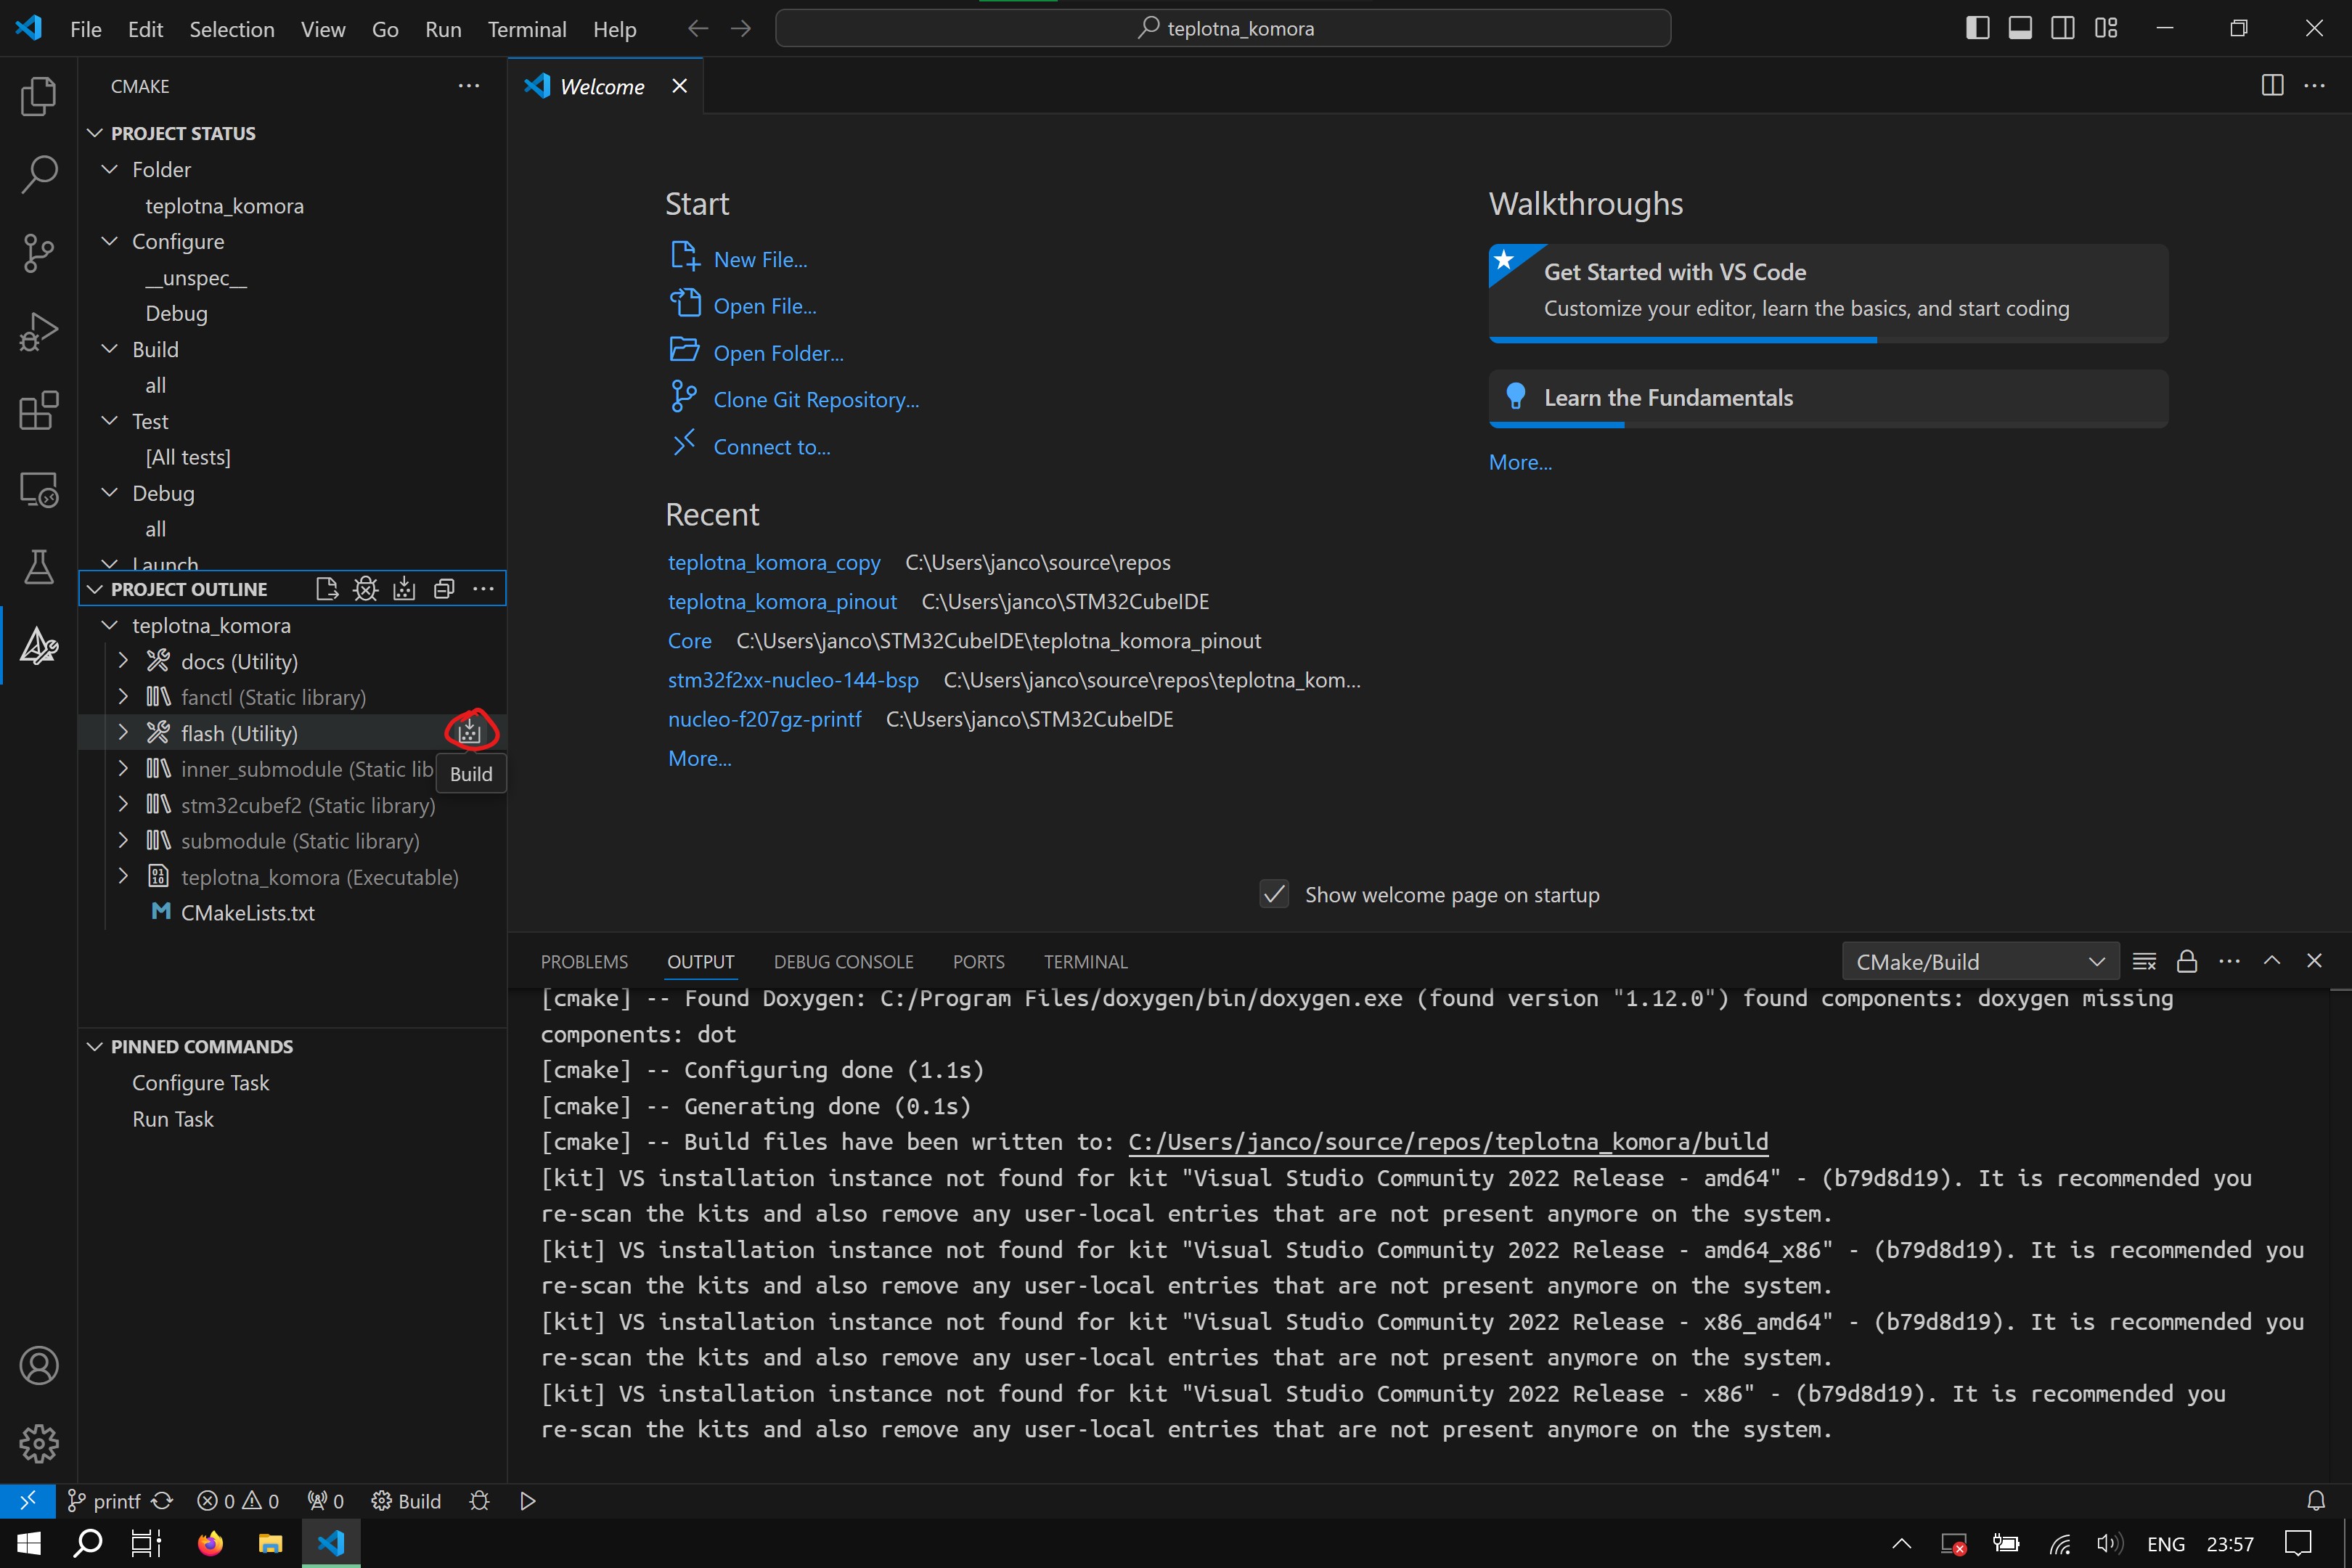 File Edit Selection View Go Run Terminal Help
teplotna_komora
CMAKE
PROJECT STATUS
Folder
teplotna_komora
Configure
__unspec__
Debug
Build
all
Test
[All tests]
Debug
all
Launch
PROJECT OUTLINE
teplotna_komora
docs (Utility)
fanctl (Static library)
flash (Utility)
inner_submodule (Static lib
Build
stm32cubef2 (Static library)
submodule (Static library)
teplotna_komora (Executable)
CMakeLists.txt
PINNED COMMANDS
Configure Task
Run Task
Welcome
Start
New File...
Open File...
Open Folder...
Clone Git Repository...
Connect to...
Recent
teplotna_komora_copy C:\Users\janco\source\repos
teplotna_komora_pinout C:\Users\janco\STM32CubeIDE
Core C:\Users\janco\STM32CubeIDE\teplotna_komora_pinout
stm32f2xx-nucleo-144-bsp C:\Users\janco\source\repos\teplotna_kom...
nucleo-f207gz-printf C:\Users\janco\STM32CubeIDE
More...
Walkthroughs
Get Started with VS Code
Customize your editor, learn the basics, and start coding
Learn the Fundamentals
More...
Show welcome page on startup
PROBLEMS OUTPUT DEBUG CONSOLE PORTS TERMINAL
CMake/Build
[cmake] -- Found Doxygen: C:/Program Files/doxygen/bin/doxygen.exe (found version "1.12.0") found components: doxygen missing
components: dot
[cmake] -- Configuring done (1.1s)
[cmake] -- Generating done (0.1s)
[cmake] -- Build files have been written to: C:/Users/janco/source/repos/teplotna_komora/build
[kit] VS installation instance not found for kit "Visual Studio Community 2022 Release - amd64" - (b79d8d19). It is recommended you
re-scan the kits and also remove any user-local entries that are not present anymore on the system.
[kit] VS installation instance not found for kit "Visual Studio Community 2022 Release - amd64_x86" - (b79d8d19). It is recommended you
re-scan the kits and also remove any user-local entries that are not present anymore on the system.
[kit] VS installation instance not found for kit "Visual Studio Community 2022 Release - x86_amd64" - (b79d8d19). It is recommended you
re-scan the kits and also remove any user-local entries that are not present anymore on the system.
[kit] VS installation instance not found for kit "Visual Studio Community 2022 Release - x86" - (b79d8d19). It is recommended you
re-scan the kits and also remove any user-local entries that are not present anymore on the system.
printf 0 0 0 Build
ENG 23:57